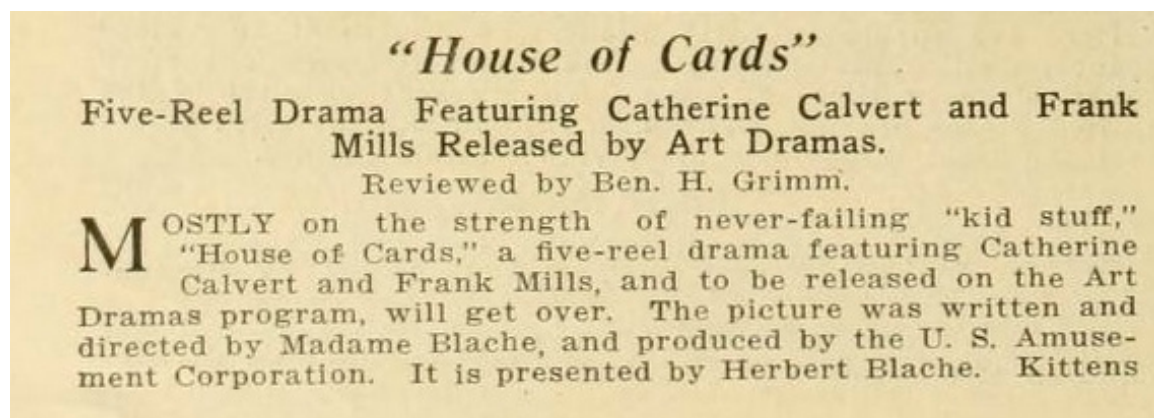 "House of Cards"
Five-Reel Drama Featuring Catherine Calvert and Frank
Mills Released by Art Dramas.
Reviewed by Ben. H. Grimm.
MOSTLY on the strength of never-failing "kid stuff,"
"House of Cards," a five-reel drama featuring Catherine
Calvert and Frank Mills, and to be released on the Art
Dramas program, will get over. The picture was written and
directed by Madame Blache, and produced by the U. S. Amuse-
ment Corporation. It is presented by Herbert Blache. Kittens